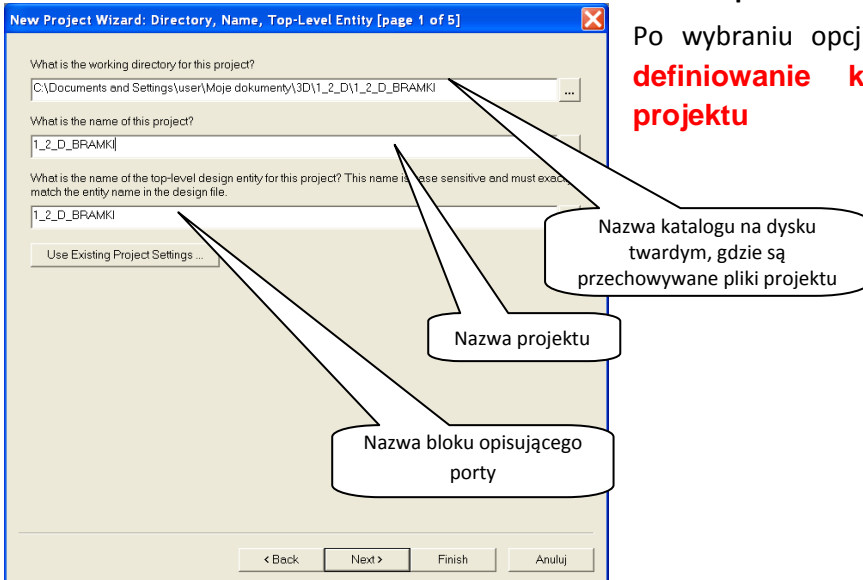 New Project Wizard: Directory, Name, Top-Level Entity [page 1 of 5]
What is the working directory for this project?
C:\Documents and Settings\user\Moje dokumenty\3D\1_2_D\1_2_D_BRAMKI
...
What is the name of this project?
1_2_D_BRAMKI
What is the name of the top-level design entity for this project? This name is case sensitive and must exactly
match the entity name in the design file.
1_2_D_BRAMKI
Use Existing Project Settings ...
Nazwa katalogu na dysku
twardym, gdzie są
przechowywane pliki projektu
Nazwa projektu
Nazwa bloku opisującego
porty
< Back
Next >
Finish
Anuluj
Po wybraniu opcj
definiowanie k
projektu